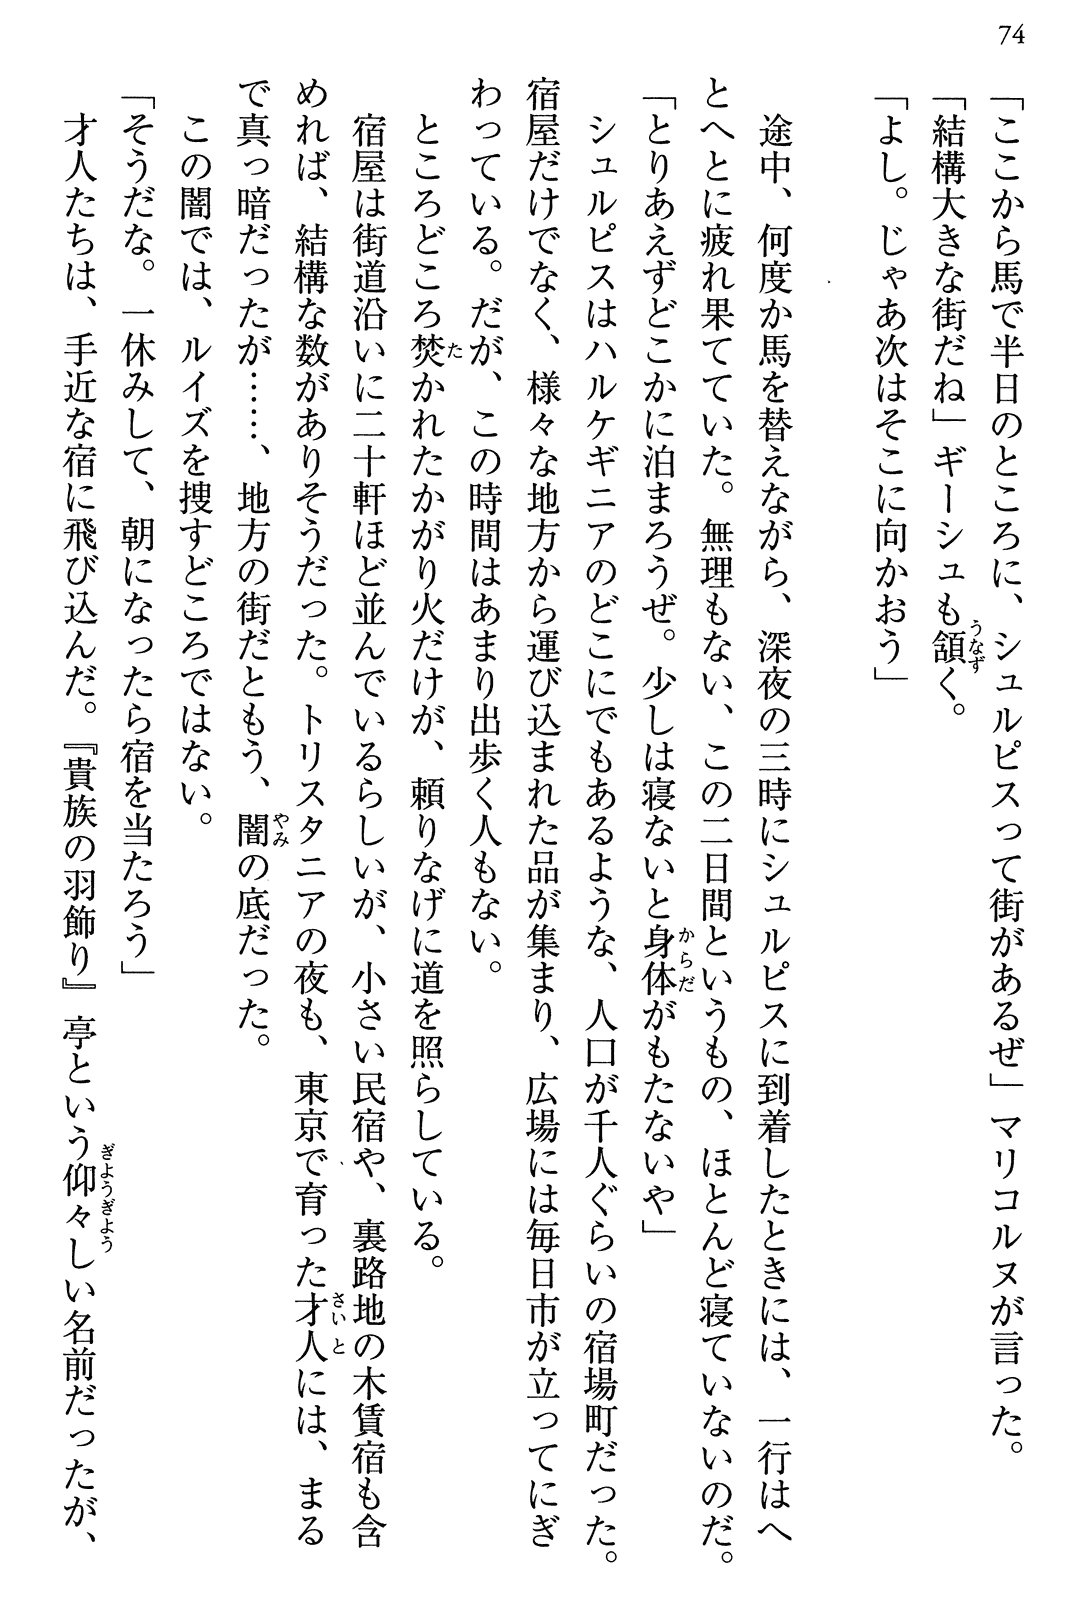 74
「ここから馬で半日のところに、シュルピスって街があるぜ」マリコルヌが言った。
「結構大きな街だね」ギーシュも頷く。
「よし。じゃあ次はそこに向かおう」
途中、何度か馬を替えながら、深夜の三時にシュルピスに到着したときには、一行はへ
とへとに疲れ果てていた。無理もない、この二日間というもの、ほとんど寝ていないのだ。
「とりあえずどこかに泊まろうぜ。少しは寝ないと身体がもたないや」
シュルピスはハルケギニアのどこにでもあるような、人口が千人ぐらいの宿場町だった。
宿屋だけでなく、様々な地方から運び込まれた品が集まり、広場には毎日市が立ってにぎ
わっている。だが、この時間はあまり出歩く人もない。
ところどころ焚かれたかがり火だけが、頼りなげに道を照らしている。
宿屋は街道沿いに二十軒ほど並んでいるらしいが、小さい民宿や、裏路地の木賃宿も含
めれば、結構な数がありそうだった。トリスタニアの夜も、東京で育った才人には、まる
で真っ暗だったが……、地方の街だともう、闇の底だった。
この闇では、ルイズを捜すどころではない。
「そうだな。一休みして、朝になったら宿を当たろう」
才人たちは、手近な宿に飛び込んだ。『貴族の羽飾り』亭という仰々しい名前だったが、